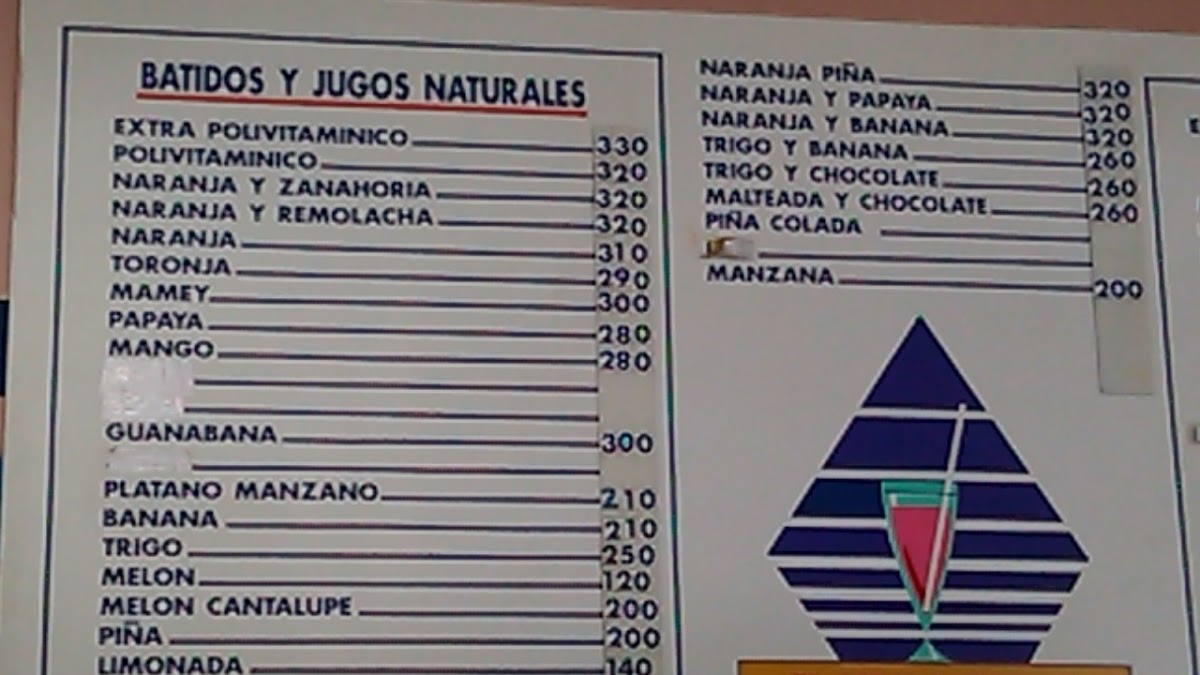 BATIDOS Y JUGOS NATURALES
EXTRA POLIVITAMINICO 330
POLIVITAMINICO 320
NARANJA Y ZANAHORIA 320
NARANJA Y REMOLACHA 320
NARANJA 310
TORONJA 290
MAMEY 300
PAPAYA 280
MANGO 280
GUANABANA 300
PLATANO MANZANO 210
BANANA 210
TRIGO 250
MELON 120
MELON CANTALUPE 200
PIÑA 200
LIMONADA 140
NARANJA PIÑA 320
NARANJA Y PAPAYA 320
NARANJA Y BANANA 320
TRIGO Y BANANA 260
TRIGO Y CHOCOLATE 260
MALTEADA Y CHOCOLATE 260
PIÑA COLADA
MANZANA 200